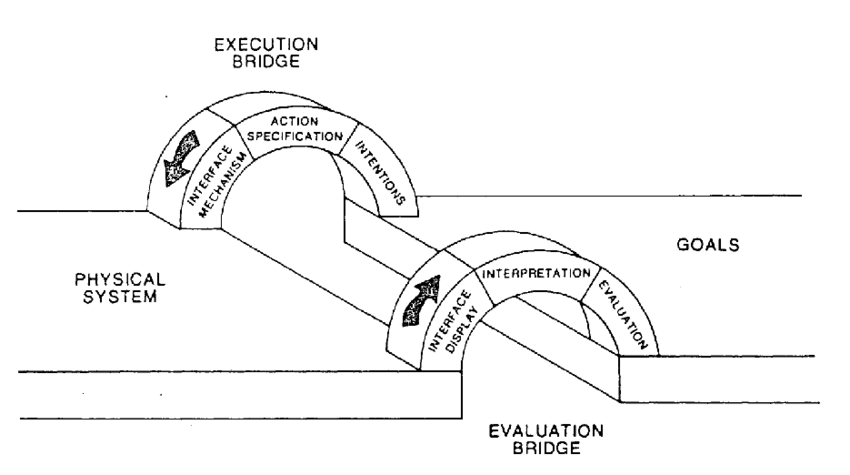 EXECUTION
BRIDGE
ACTION
SPECIFICATION
INTERFACE
MECHANISM
INTENTIONS
GOALS
PHYSICAL
SYSTEM
INTERPRETATION
INTERFACE
DISPLAY
EVALUATION
EVALUATION
BRIDGE